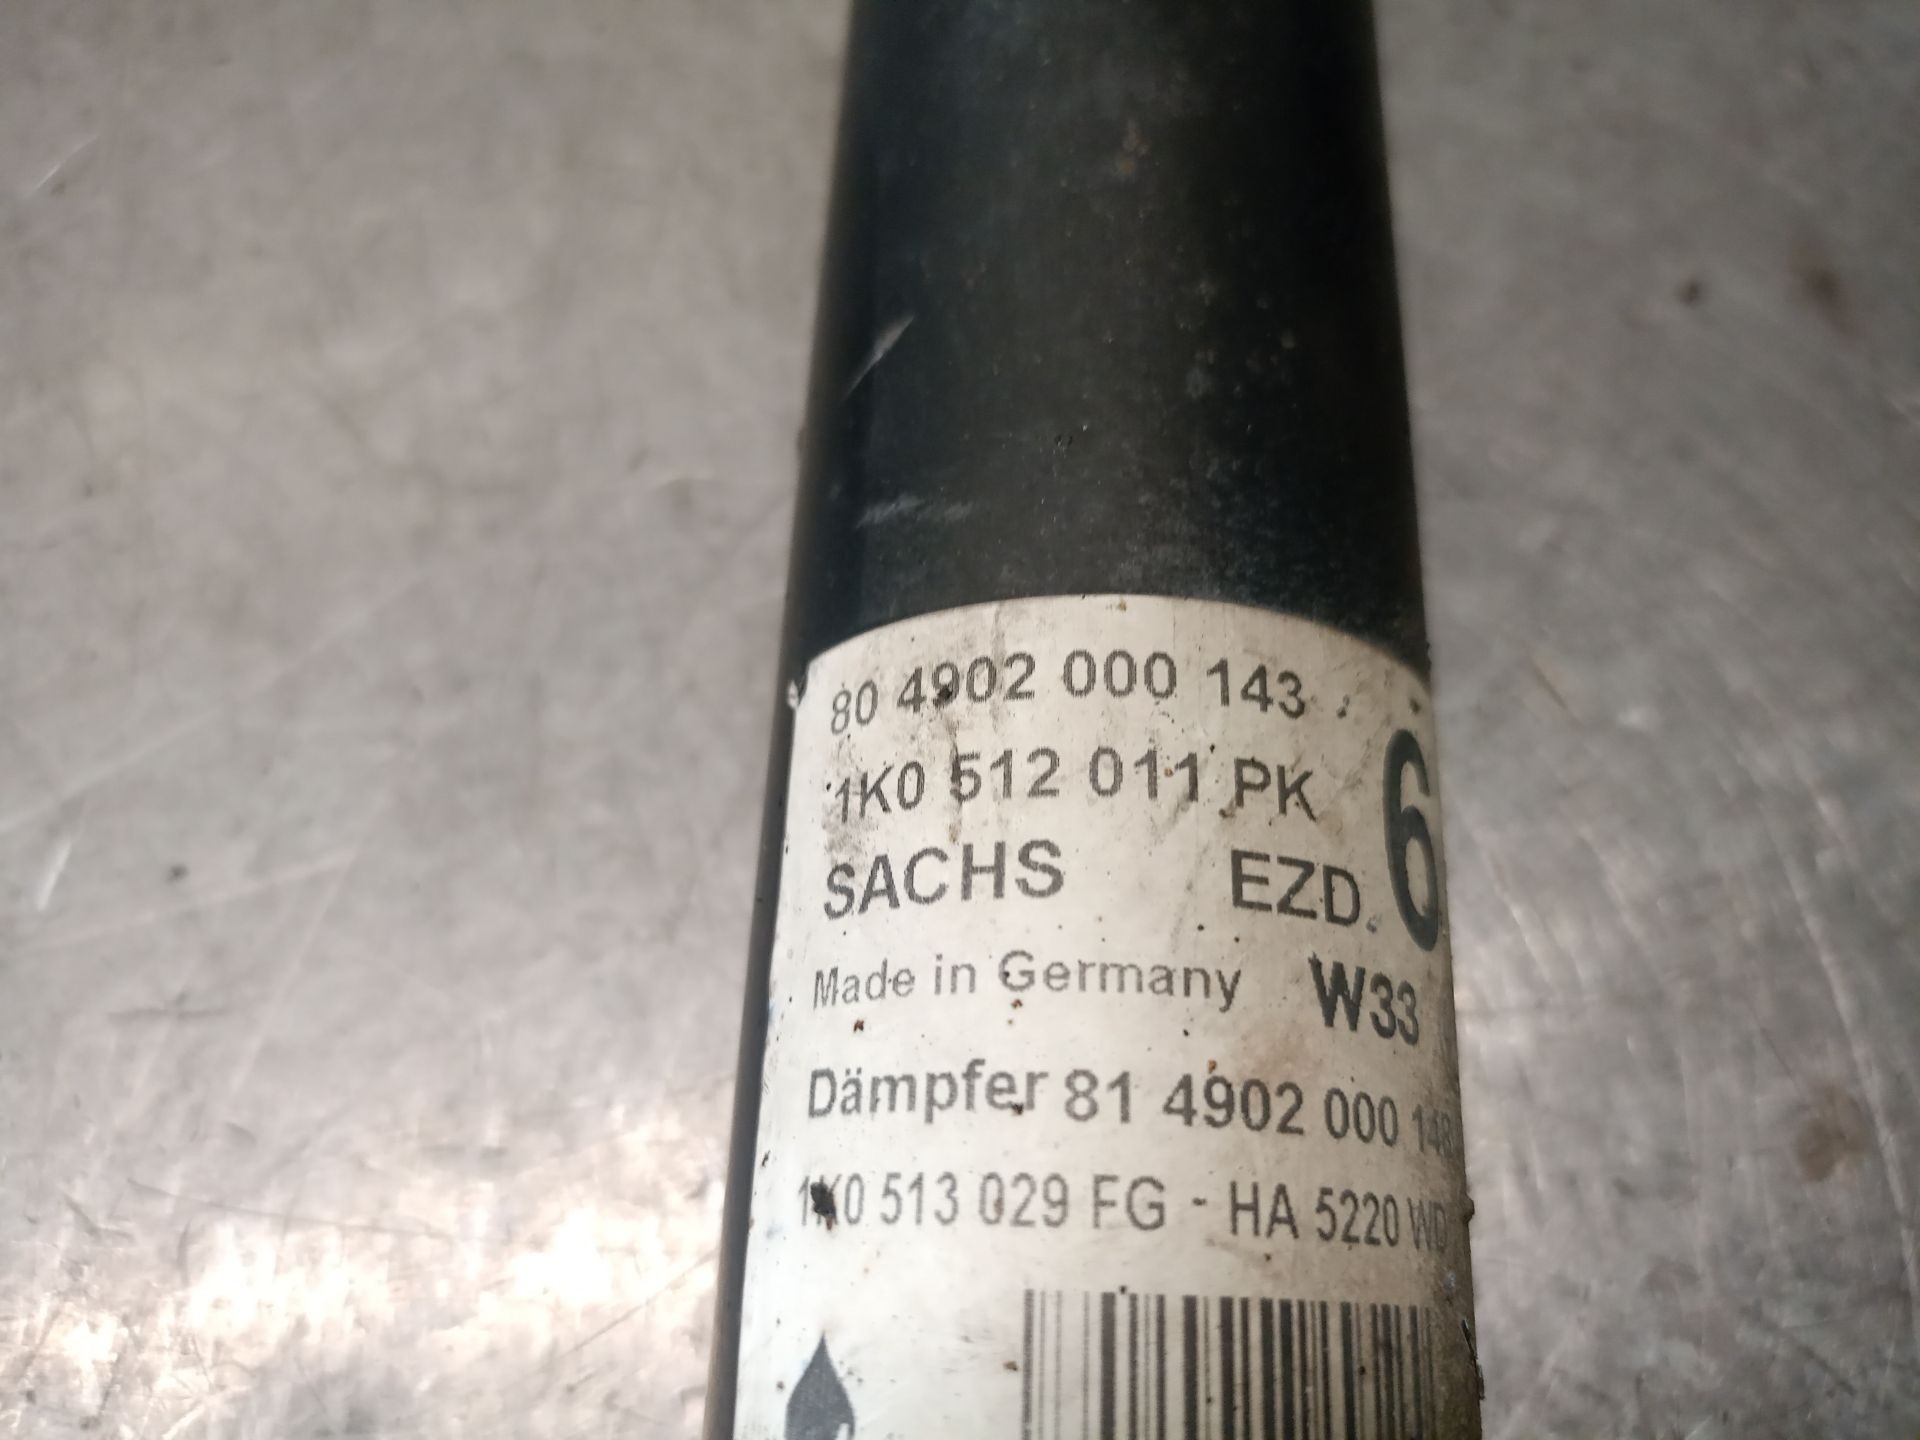 80 4902 000 143
1K0 512 011 PK
6
SACHS EZD.
Made in Germany W33
Dämpfer 81 4902 000
1K0 513 029 FG - HA 5220 WD